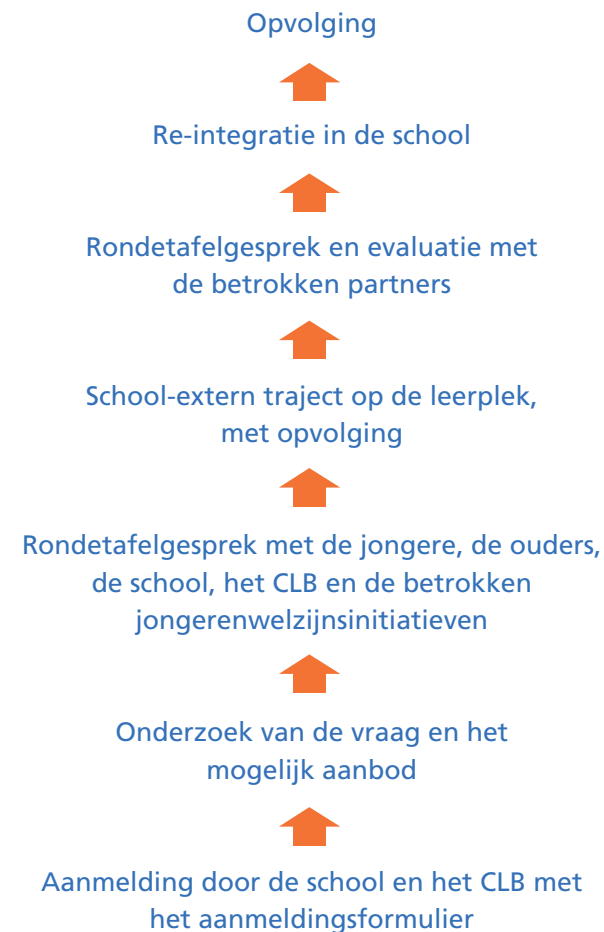 Opvolging
Re-integratie in de school
Rondetafelgesprek en evaluatie met
de betrokken partners
School-extern traject op de leerplek,
met opvolging
Rondetafelgesprek met de jongere, de ouders,
de school, het CLB en de betrokken
jongerenwelzijnsinitiatieven
Onderzoek van de vraag en het
mogelijk aanbod
Aanmelding door de school en het CLB met
het aanmeldingsformulier